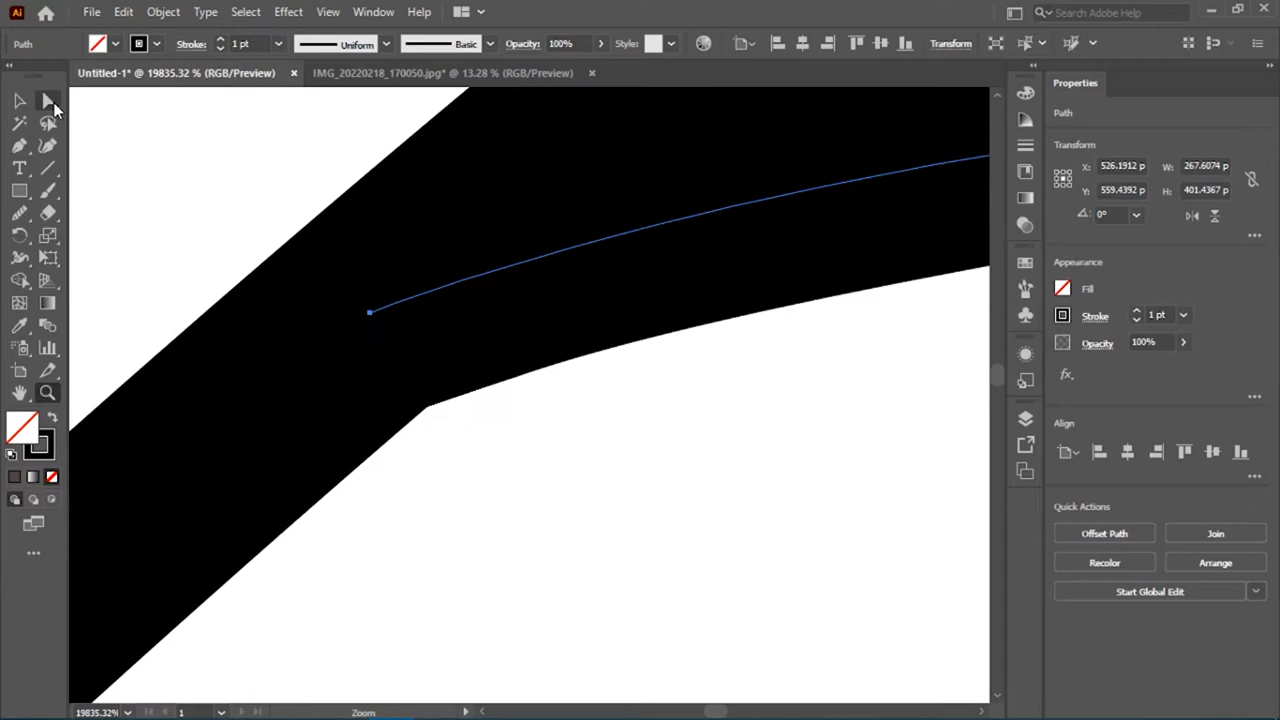 Ai File Edit Object Type Select Effect View Window Help Search Adobe Help
Path Stroke: 1 pt Uniform Basic Opacity: 100% Style: Transform
Untitled-1* @ 19835.32 % (RGB/Preview) × IMG_20220218_170050.jpg* @ 13.28 % (RGB/Preview) ×
Properties
Path
Transform
X: 526.1912 p W: 267.6074 p
Y: 559.4392 p H: 401.4367 p
0°
Appearance
Fill
Stroke 1 pt
Opacity 100%
fx.
Align
Quick Actions
Offset Path Join
Recolor Arrange
Start Global Edit
19835.32% 1 Zoom